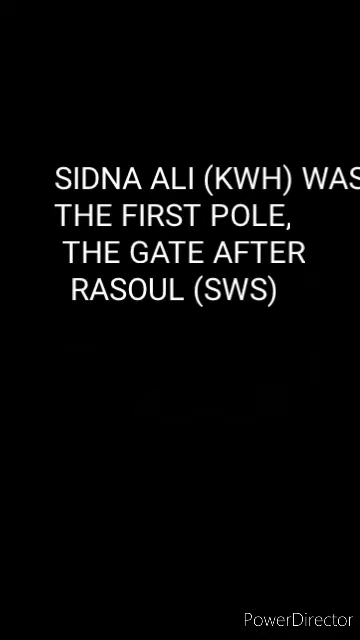 SIDNA ALI (KWH) WAS
THE FIRST POLE,
THE GATE AFTER
RASOUL (SWS)
PowerDirector